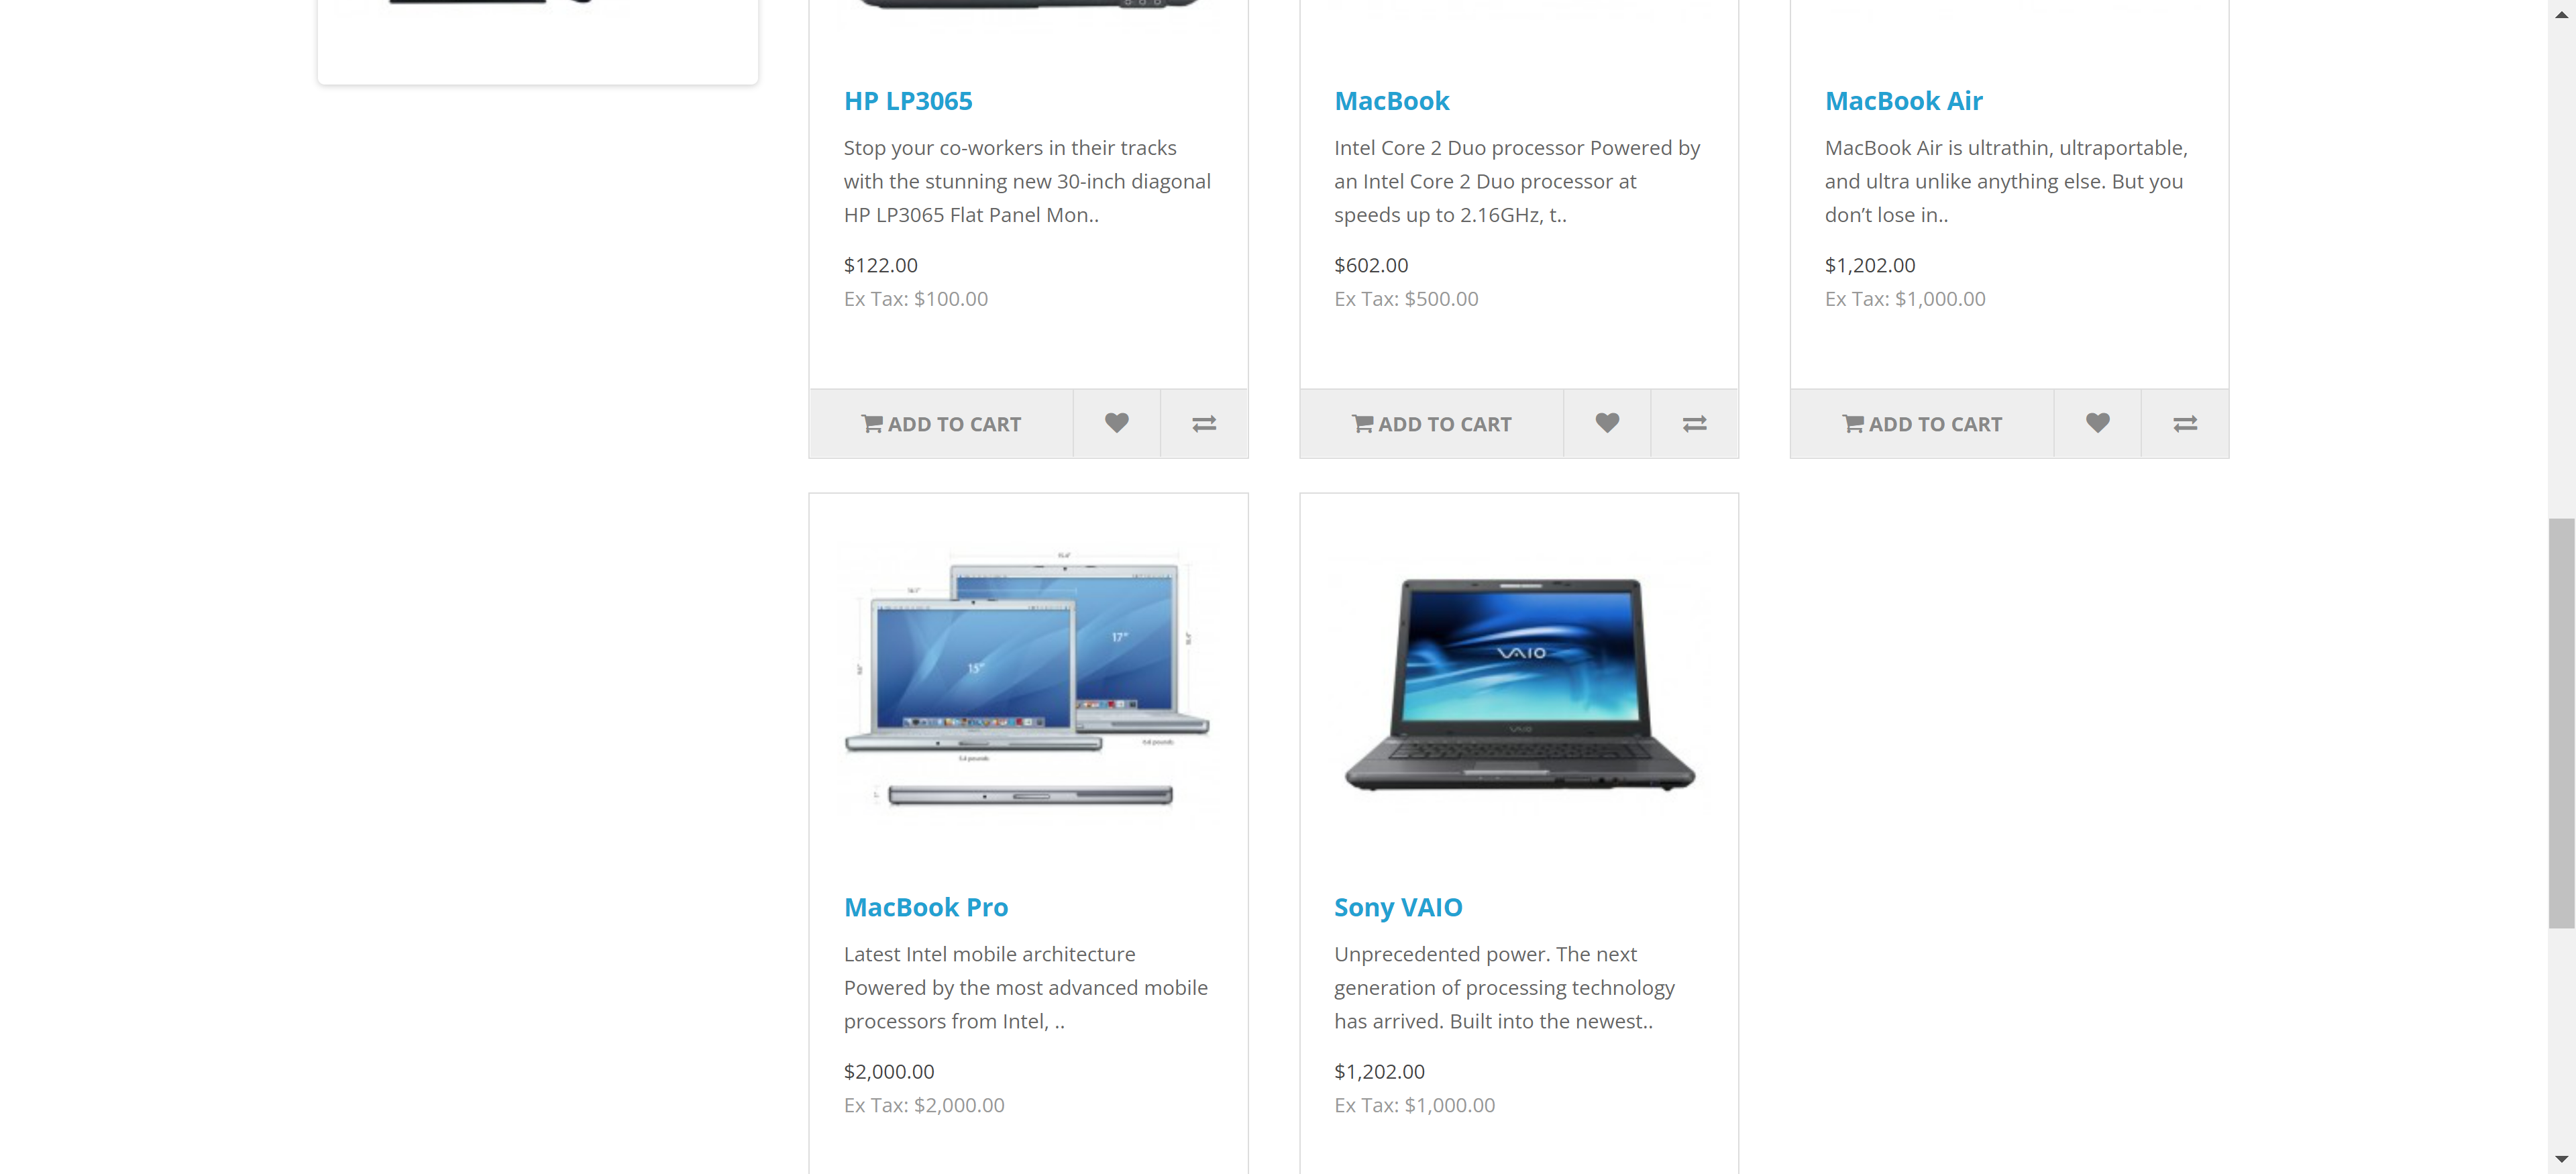 HP LP3065
Stop your co-workers in their tracks
with the stunning new 30-inch diagonal
HP LP3065 Flat Panel Mon..
$122.00
Ex Tax: $100.00
ADD TO CART
MacBook
Intel Core 2 Duo processor Powered by
an Intel Core 2 Duo processor at
speeds up to 2.16GHz, t..
$602.00
Ex Tax: $500.00
ADD TO CART
MacBook Air
MacBook Air is ultrathin, ultraportable,
and ultra unlike anything else. But you
don’t lose in..
$1,202.00
Ex Tax: $1,000.00
ADD TO CART
15"
17"
MacBook Pro
Latest Intel mobile architecture
Powered by the most advanced mobile
processors from Intel, ..
$2,000.00
Ex Tax: $2,000.00
VAIO
VAIO
Sony VAIO
Unprecedented power. The next
generation of processing technology
has arrived. Built into the newest..
$1,202.00
Ex Tax: $1,000.00